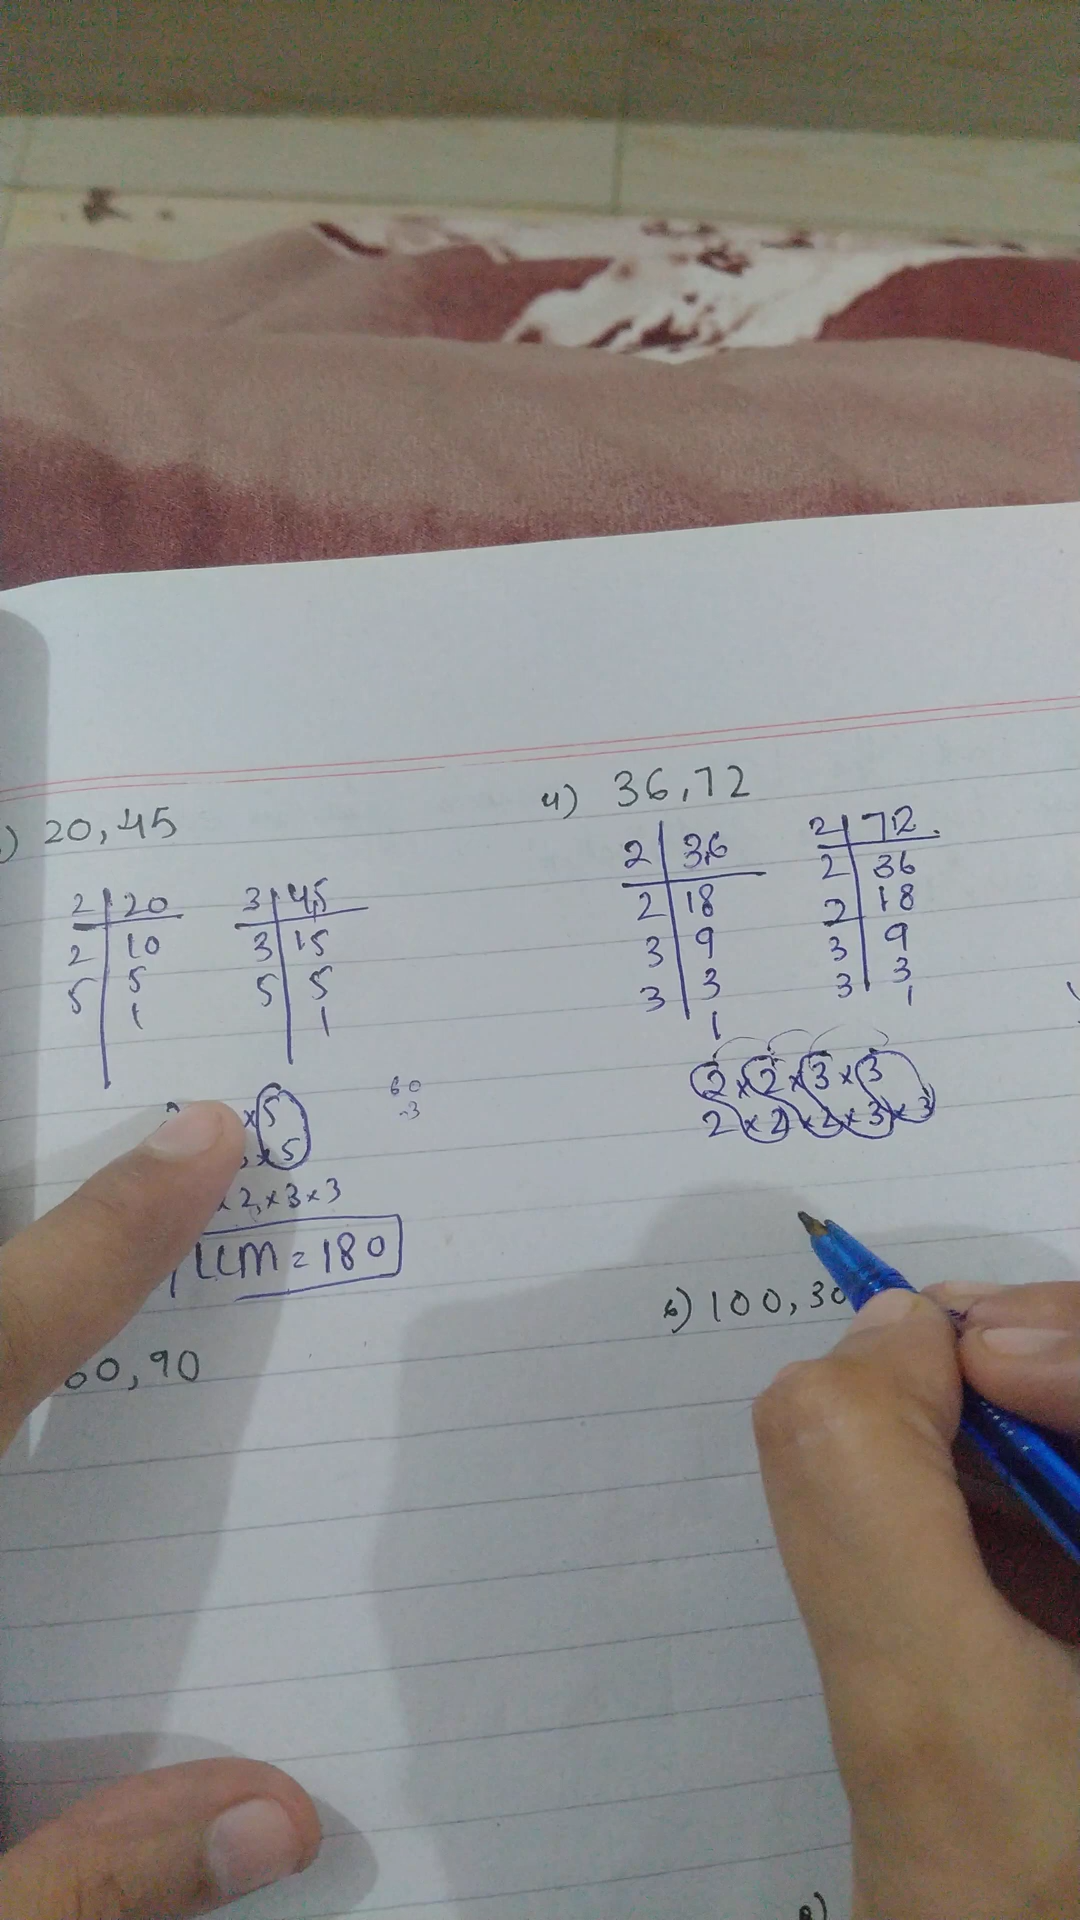 ) 20, 45
2 | 20
2 | 10
5 | 5
1
3 | 45
3 | 15
5 | 5
1
60
3
×5
×5
×2×3×3
LCM = 180
60, 90
4) 36, 72
2 | 36
2 | 18
3 | 9
3 | 3
1
2 | 72
2 | 36
2 | 18
3 | 9
3 | 3
1
2×2×3×3
2×2×2×3×3
6) 100, 30
8)